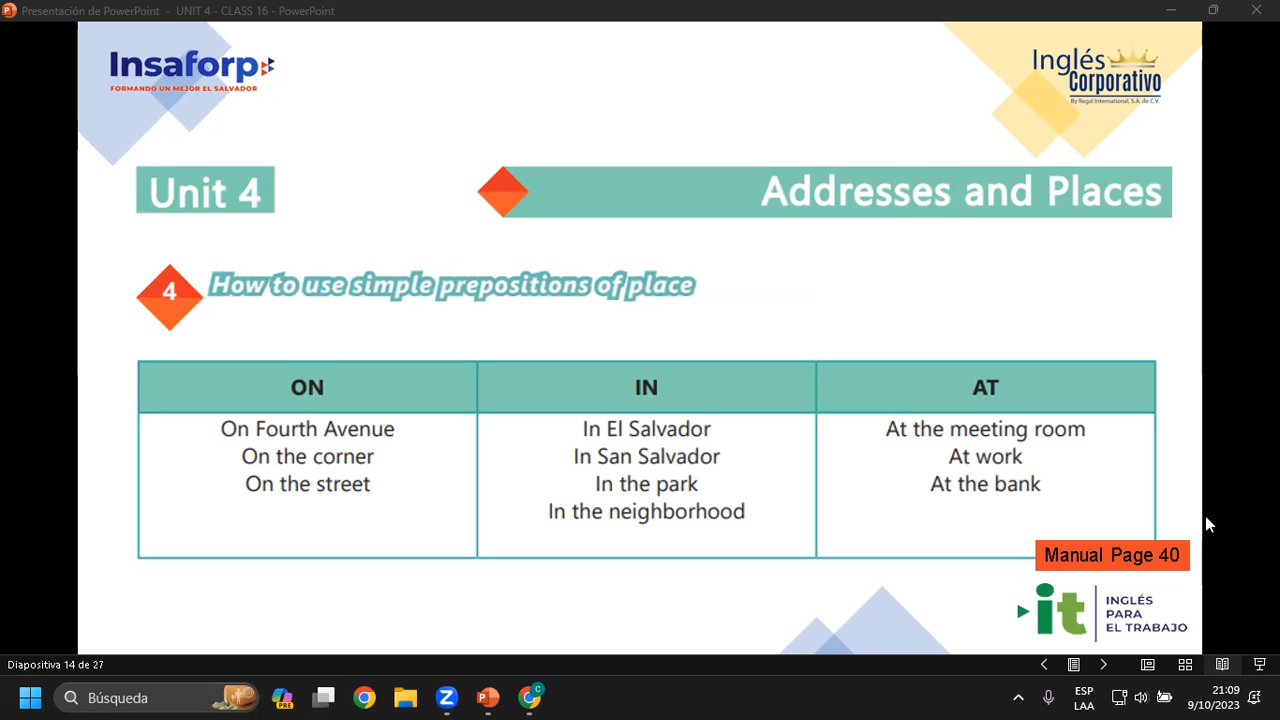 Presentación de PowerPoint - UNIT 4 - CLASS 16 - PowerPoint
Insaforp
FORMANDO UN MEJOR EL SALVADOR
Inglés
Corporativo
By Regal International, S.A. de C.V.
Unit 4
Addresses and Places
4
How to use simple prepositions of place
ON IN AT
On Fourth Avenue In El Salvador At the meeting room
On the corner In San Salvador At work
On the street In the park At the bank
In the neighborhood
Manual Page 40
it INGLÉS
PARA
EL TRABAJO
Diapositiva 14 de 27
Búsqueda
PRE
ESP
LAA
21:09
9/10/2023